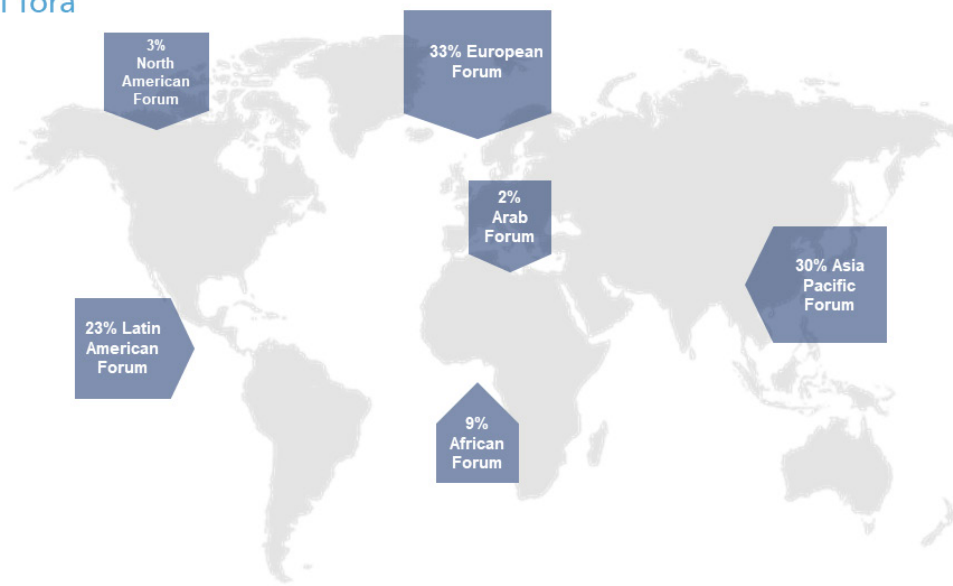 fora
3%
North
American
Forum
33% European
Forum
2%
Arab
Forum
30% Asia
Pacific
Forum
23% Latin
American
Forum
9%
African
Forum